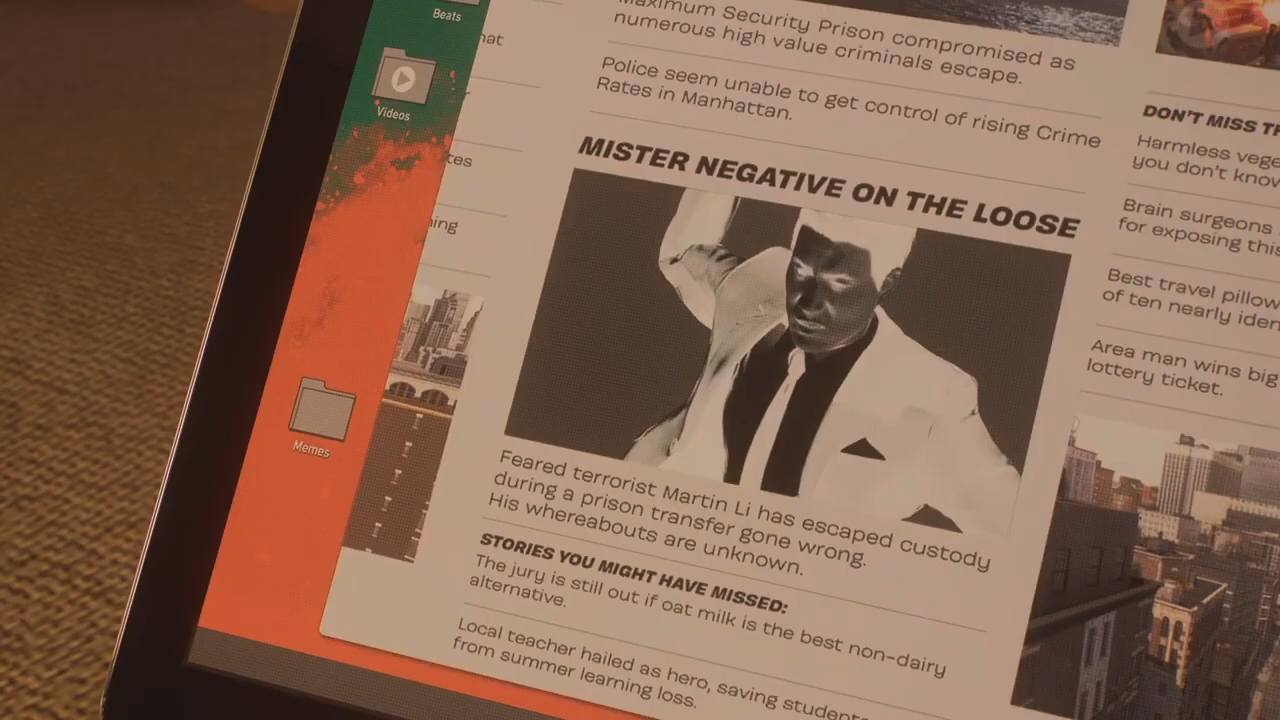 Beats
Videos
Memes
Maximum Security Prison compromised as
numerous high value criminals escape.
Police seem unable to get control of rising Crime
Rates in Manhattan.
MISTER NEGATIVE ON THE LOOSE
Feared terrorist Martin Li has escaped custody
during a prison transfer gone wrong.
His whereabouts are unknown.
STORIES YOU MIGHT HAVE MISSED:
The jury is still out if oat milk is the best non-dairy
alternative.
Local teacher hailed as hero, saving students
from summer learning loss.
DON'T MISS
Harmless
you don't
Brain surgeons
for exposing this
Best travel
of ten nearly
Area man wins big
lottery ticket.